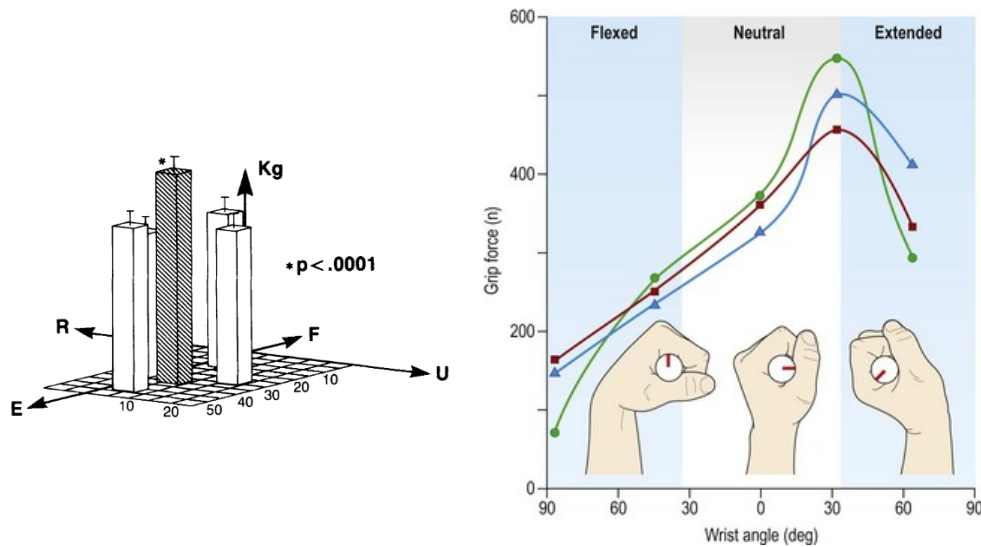 *
Kg
*p<.0001
R
F
U
E
10
20
50
40
30
20
10
600
Flexed
Neutral
Extended
400
Grip force (n)
200
0
90
60
30
0
30
60
90
Wrist angle (deg)